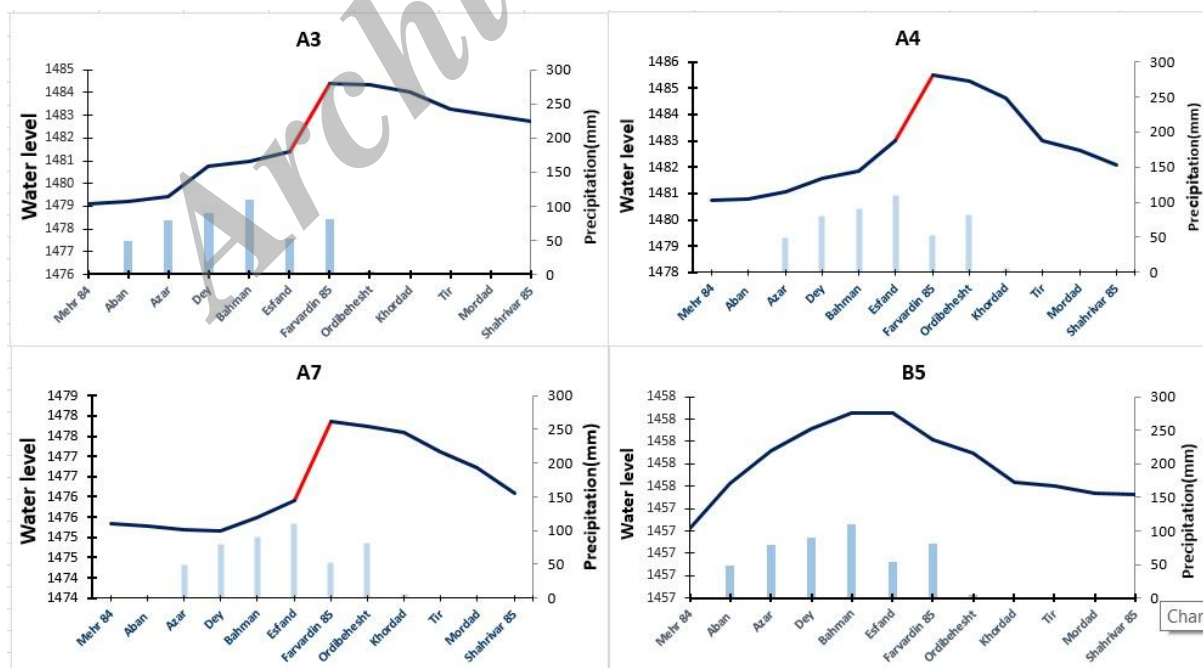 A3
Water level
1485
1484
1483
1482
1481
1480
1479
1478
1477
1476
300
250
200
150
100
50
0
Precipitation(mm)
Mehr 84
Aban
Azar
Dey
Bahman
Esfand
Farvardin 85
Ordibehesht
Khordad
Tir
Mordad
Shahrivar 85
A4
Water level
1486
1485
1484
1483
1482
1481
1480
1479
1478
300
250
200
150
100
50
0
Precipitation(mm)
Mehr 84
Aban
Azar
Dey
Bahman
Esfand
Farvardin 85
Ordibehesht
Khordad
Tir
Mordad
Shahrivar 85
A7
Water level
1479
1478
1478
1477
1477
1476
1476
1475
1475
1474
1474
300
250
200
150
100
50
0
Precipitation(mm)
Mehr 84
Aban
Azar
Dey
Bahman
Esfand
Farvardin 85
Ordibehesht
Khordad
Tir
Mordad
Shahrivar 85
B5
Water level
1458
1458
1458
1458
1458
1457
1457
1457
1457
1457
300
250
200
150
100
50
0
Precipitation(mm)
Mehr 84
Aban
Azar
Dey
Bahman
Esfand
Farvardin 85
Ordibehesht
Khordad
Tir
Mordad
Shahrivar 85